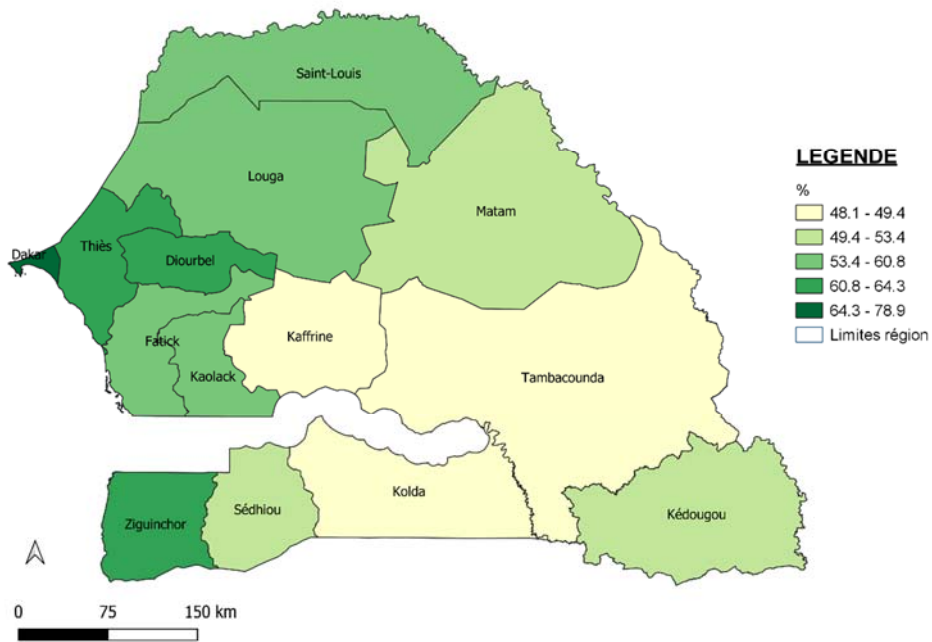 Saint-Louis
Louga
Matam
Thiès
Dakar
Diourbel
Fatick
Kaolack
Kaffrine
Tambacounda
Ziguinchor
Sédhiou
Kolda
Kédougou
LEGENDE
%
48.1 - 49.4
49.4 - 53.4
53.4 - 60.8
60.8 - 64.3
64.3 - 78.9
Limites région
0 75 150 km